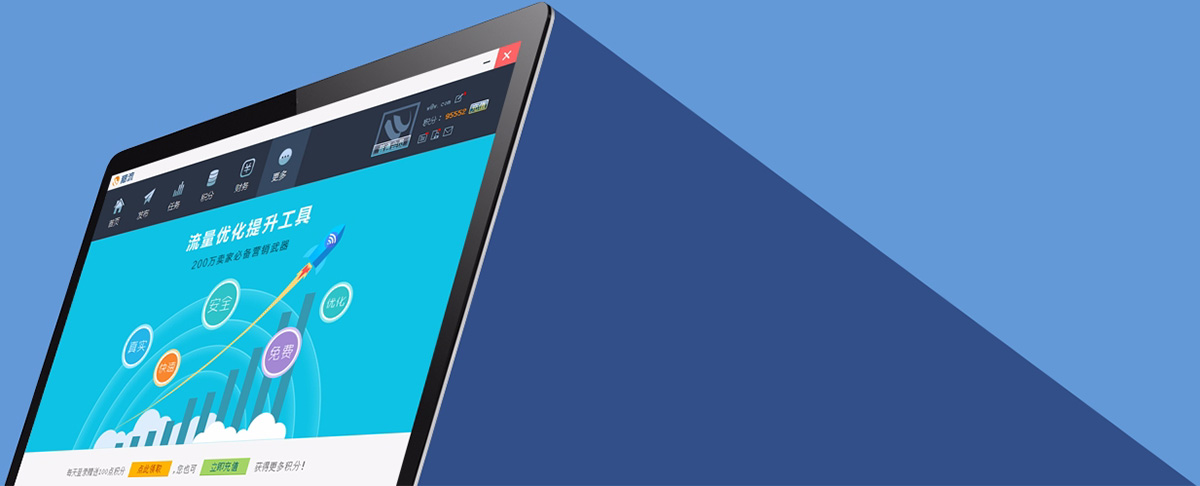 积分：95552
首页
发布
任务
积分
财务
更多
流量优化提升工具
200万卖家必备营销武器
安全
优化
真实
快速
免费
每天登录赠送200点积分 点此领取 ,您也可 立即充值 获得更多积分!